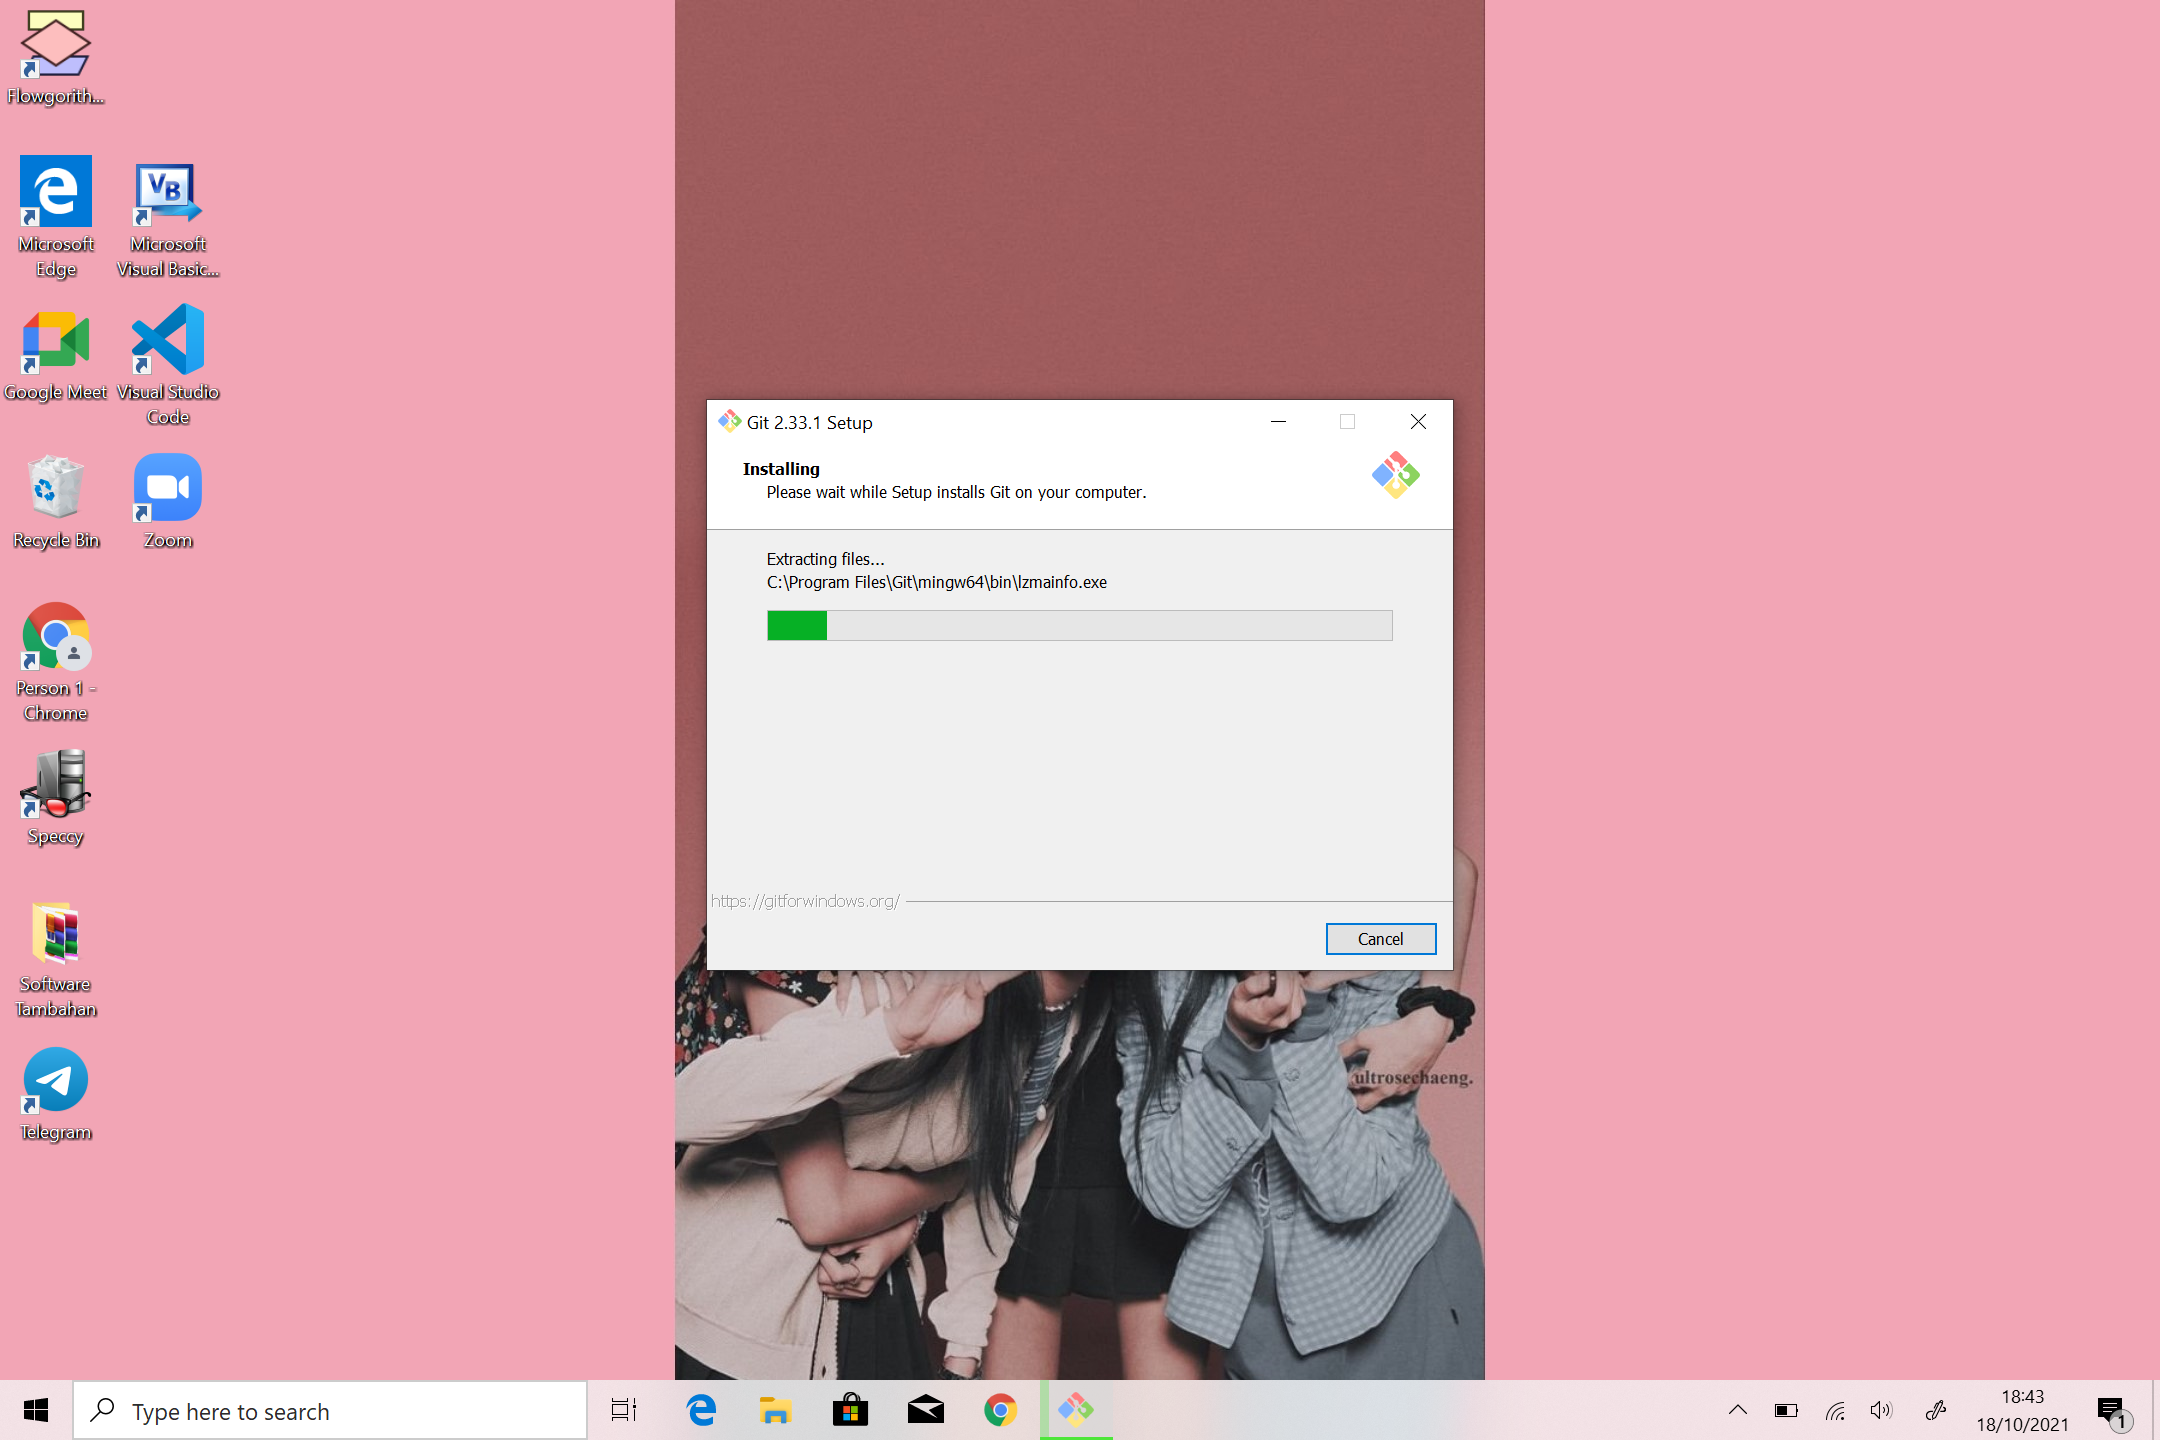 Flowgorith...
Microsoft
Edge
Microsoft
Visual Basic...
Google Meet
Visual Studio
Code
Recycle Bin
Zoom
Person 1 -
Chrome
Speccy
Software
Tambahan
Telegram
Git 2.33.1 Setup
Installing
Please wait while Setup installs Git on your computer.
Extracting files...
C:\Program Files\Git\mingw64\bin\lzmainfo.exe
https://gitforwindows.org/
Cancel
ultrosechaeng.
Type here to search
18:43
18/10/2021
1